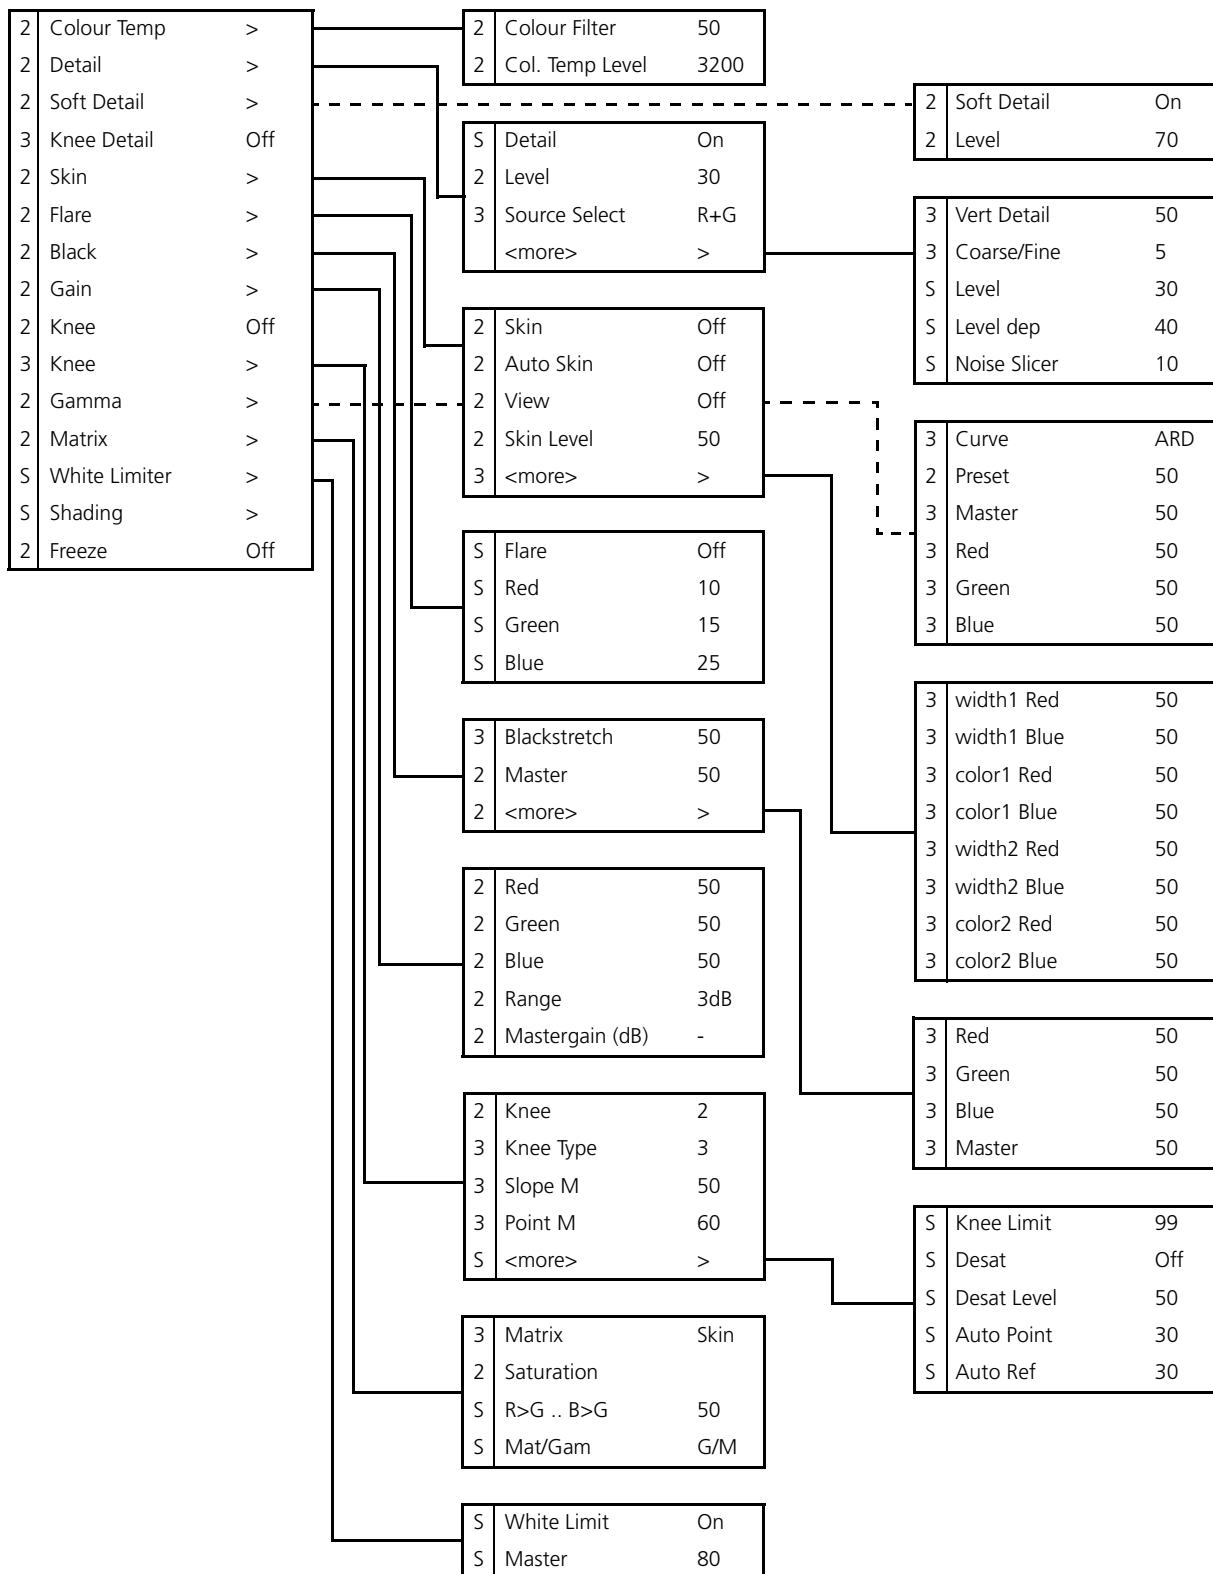 2 Colour Temp >
2 Detail >
2 Soft Detail >
3 Knee Detail Off
2 Skin >
2 Flare >
2 Black >
2 Gain >
2 Knee Off
3 Knee >
2 Gamma >
2 Matrix >
S White Limiter >
S Shading >
2 Freeze Off
2 Colour Filter 50
2 Col. Temp Level 3200
S Detail On
2 Level 30
3 Source Select R+G
<more> >
2 Skin Off
2 Auto Skin Off
2 View Off
2 Skin Level 50
3 <more> >
S Flare Off
S Red 10
S Green 15
S Blue 25
3 Blackstretch 50
2 Master 50
2 <more> >
2 Red 50
2 Green 50
2 Blue 50
2 Range 3dB
2 Mastergain (dB) -
2 Knee 2
3 Knee Type 3
3 Slope M 50
3 Point M 60
S <more> >
3 Matrix Skin
2 Saturation
S R>G .. B>G 50
S Mat/Gam G/M
S White Limit On
S Master 80
2 Soft Detail On
2 Level 70
3 Vert Detail 50
3 Coarse/Fine 5
S Level 30
S Level dep 40
S Noise Slicer 10
3 Curve ARD
2 Preset 50
3 Master 50
3 Red 50
3 Green 50
3 Blue 50
3 width1 Red 50
3 width1 Blue 50
3 color1 Red 50
3 color1 Blue 50
3 width2 Red 50
3 width2 Blue 50
3 color2 Red 50
3 color2 Blue 50
3 Red 50
3 Green 50
3 Blue 50
3 Master 50
S Knee Limit 99
S Desat Off
S Desat Level 50
S Auto Point 30
S Auto Ref 30